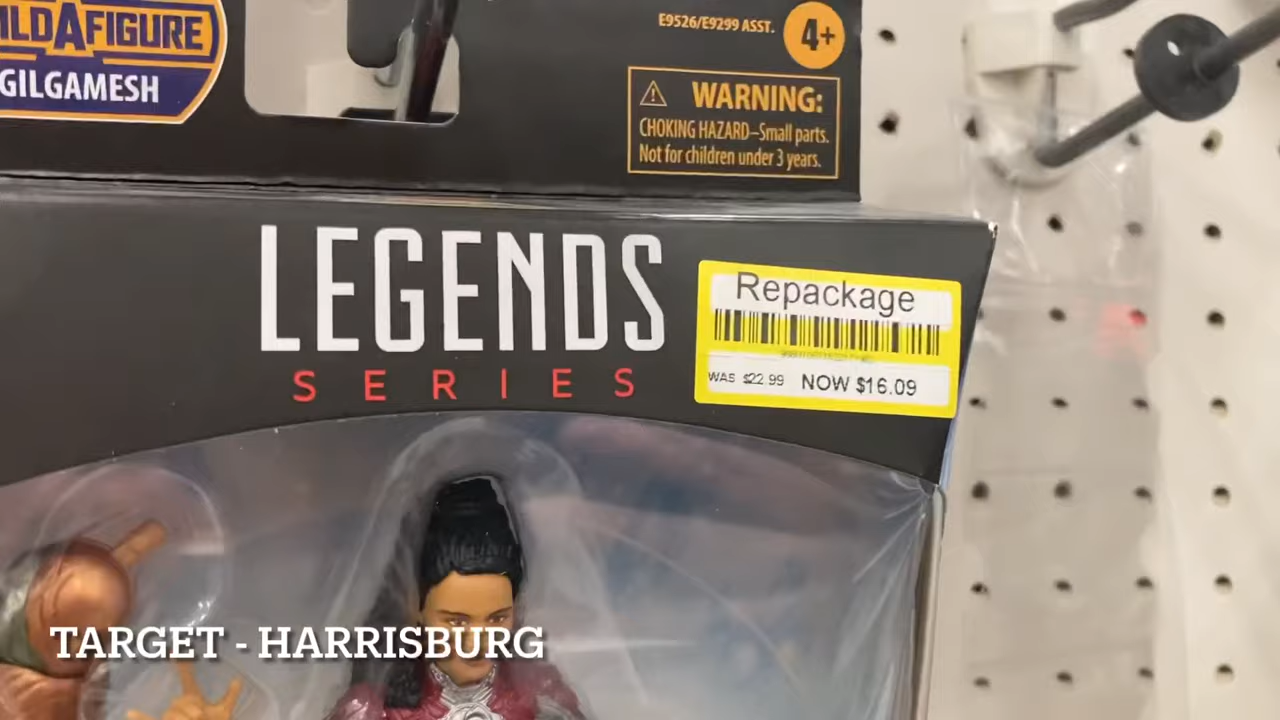 E9526/E9299 ASST.
4+
AFIGURE
GILGAMESH
WARNING:
CHOKING HAZARD–Small parts.
Not for children under 3 years.
LEGENDS
SERIES
Repackage
WAS $22.99 NOW $16.09
TARGET - HARRISBURG